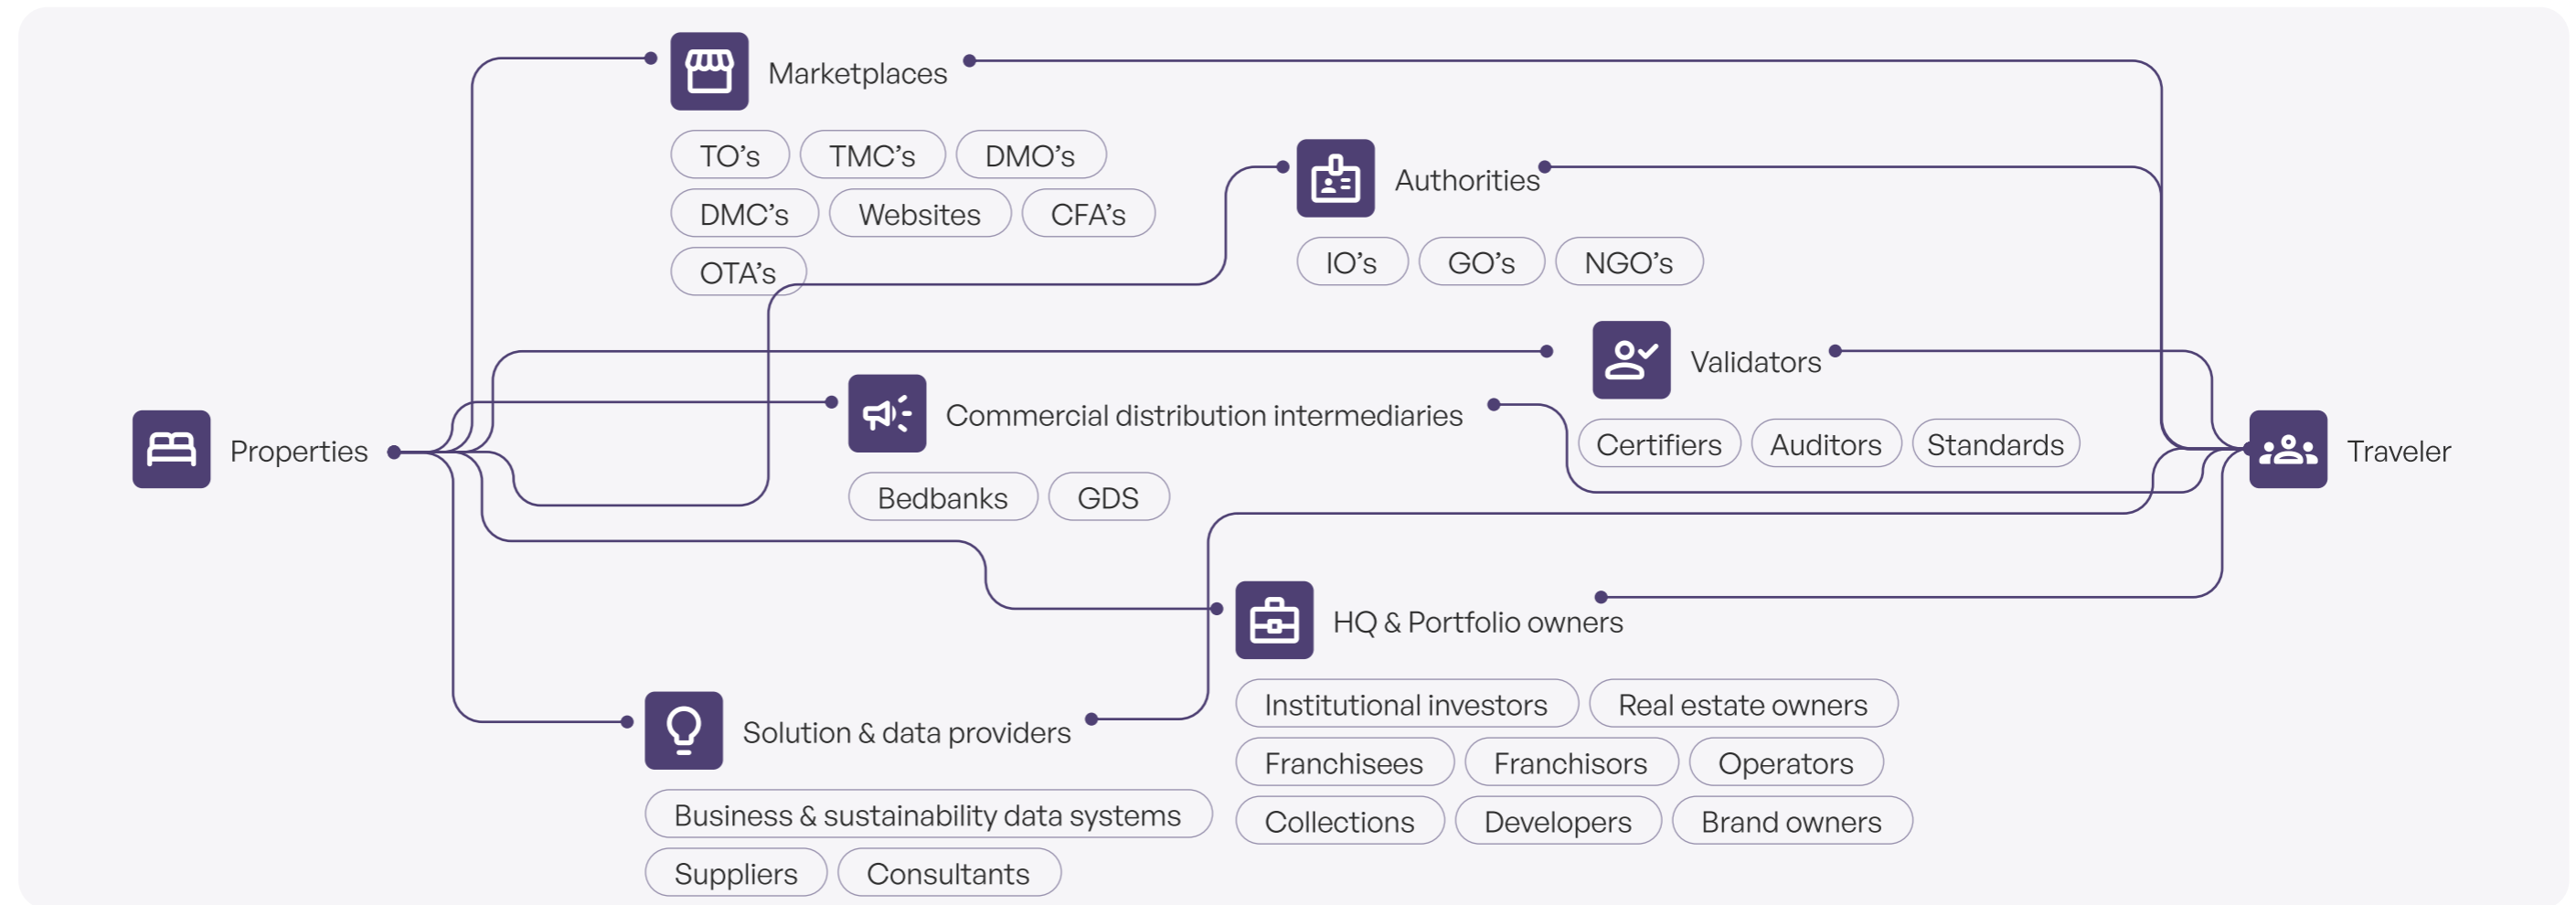 Marketplaces
TO’s TMC’s DMO’s
DMC’s Websites CFA’s
OTA’s
Authorities
IO’s GO’s NGO’s
Validators
Certifiers Auditors Standards
Commercial distribution intermediaries
Bedbanks GDS
Properties
Traveler
HQ & Portfolio owners
Institutional investors Real estate owners
Franchisees Franchisors Operators
Collections Developers Brand owners
Solution & data providers
Business & sustainability data systems
Suppliers Consultants